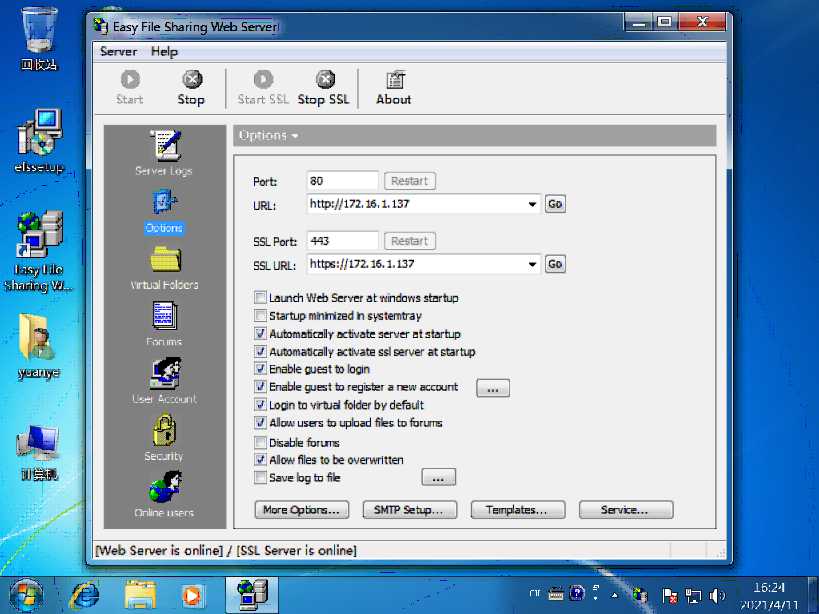 回收站
efssetup
Easy File
Sharing W...
yuanye
计算机
Easy File Sharing Web Server
Server Help
Start Stop Start SSL Stop SSL About
Server Logs
Options
Virtual Folders
Forums
User Account
Security
Online users
Options
Port: 80 Restart
URL: http://172.16.1.137 Go
SSL Port: 443 Restart
SSL URL: https://172.16.1.137 Go
Launch Web Server at windows startup
Startup minimized in systemtray
Automatically activate server at startup
Automatically activate ssl server at startup
Enable guest to login
Enable guest to register a new account ...
Login to virtual folder by default
Allow users to upload files to forums
Disable forums
Allow files to be overwritten
Save log to file ...
More Options... SMTP Setup... Templates... Service...
[Web Server is online] / [SSL Server is online]
16:24
2021/4/11